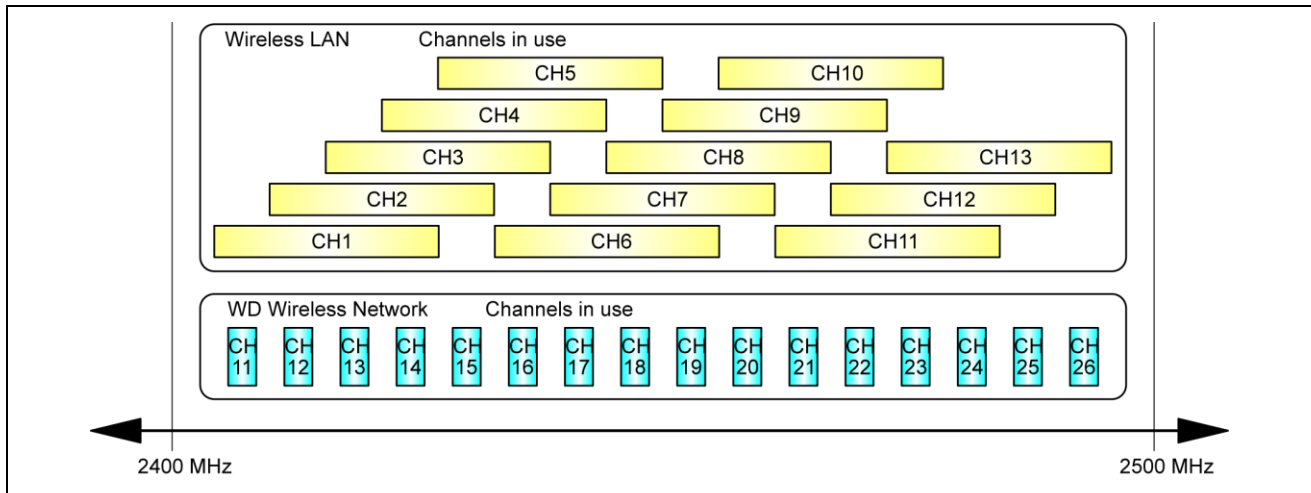 Wireless LAN Channels in use
CH5 CH10
CH4 CH9
CH3 CH8 CH13
CH2 CH7 CH12
CH1 CH6 CH11
WD Wireless Network Channels in use
CH CH CH CH CH CH CH CH CH CH CH CH CH CH CH CH
11 12 13 14 15 16 17 18 19 20 21 22 23 24 25 26
2400 MHz 2500 MHz